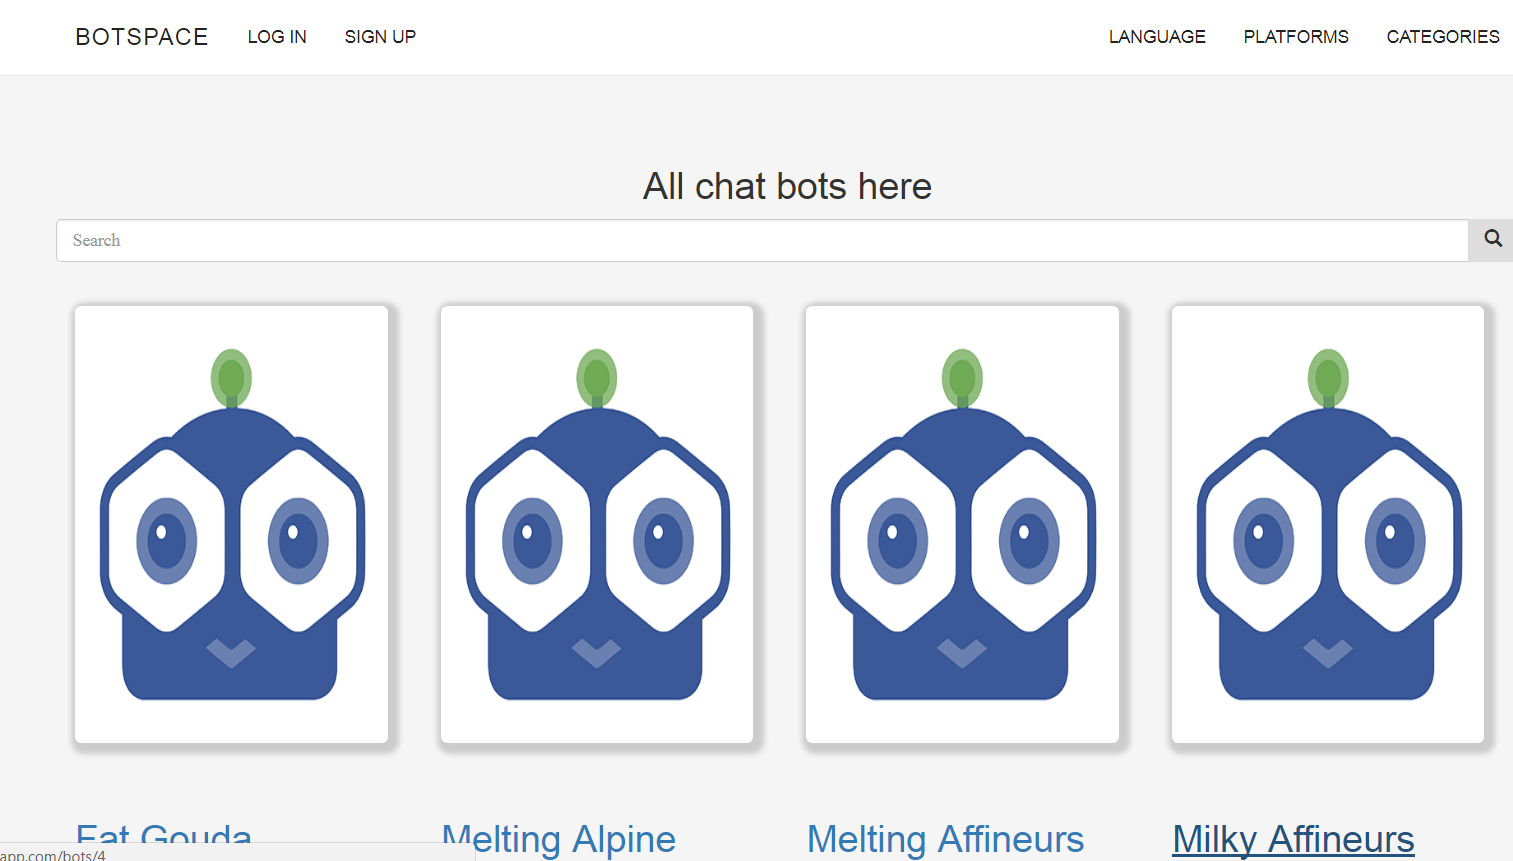 BOTSPACE LOG IN SIGN UP LANGUAGE PLATFORMS CATEGORIES
All chat bots here
Search
Fat Gouda Melting Alpine Melting Affineurs Milky Affineurs
app.com/bots/4